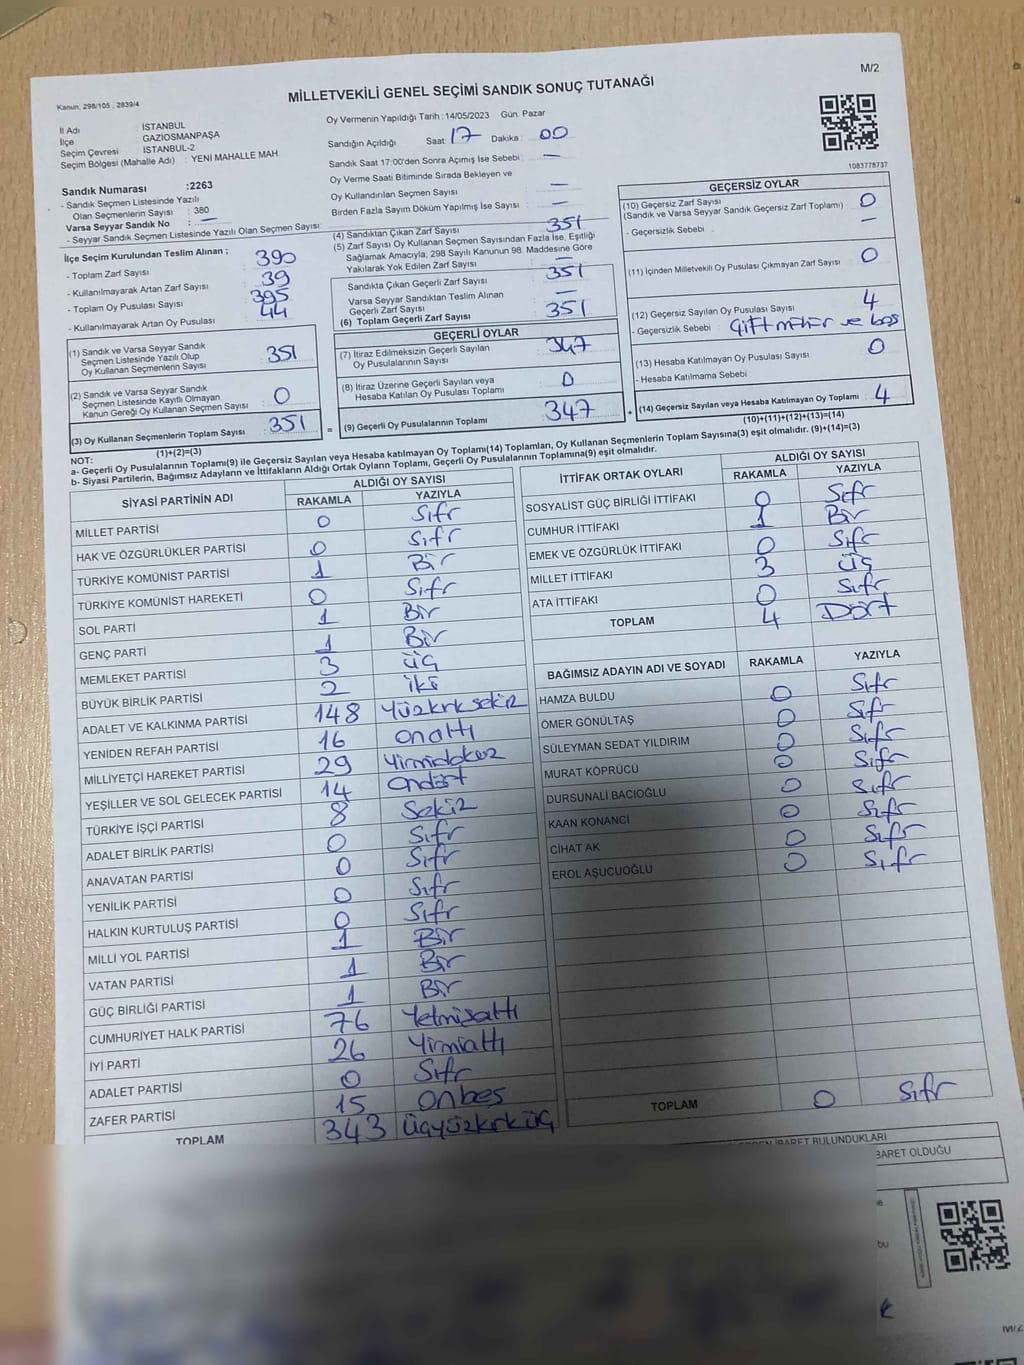 Kanun, 298/105 , 2839/4
MİLLETVEKİLİ GENEL SEÇİMİ SANDIK SONUÇ TUTANAĞI
M/2
İl Adı : İSTANBUL
İlçe : GAZİOSMANPAŞA
Seçim Çevresi : İSTANBUL-2
Seçim Bölgesi (Mahalle Adı) : YENİ MAHALLE MAH.
Sandık Numarası :2263
- Sandık Seçmen Listesinde Yazılı
Olan Seçmenlerin Sayısı : 380
Varsa Seyyar Sandık No : —
- Seyyar Sandık Seçmen Listesinde Yazılı Olan Seçmen Sayısı:
İlçe Seçim Kurulundan Teslim Alınan ;
- Toplam Zarf Sayısı : 390
- Kullanılmayarak Artan Zarf Sayısı : 39
- Toplam Oy Pusulası Sayısı : 395
- Kullanılmayarak Artan Oy Pusulası : 44
(1) Sandık ve Varsa Seyyar Sandık
Seçmen Listesinde Yazılı Olup
Oy Kullanan Seçmenlerin Sayısı : 351
(2) Sandık ve Varsa Seyyar Sandık
Seçmen Listesinde Kayıtlı Olmayan
Kanun Gereği Oy Kullanan Seçmen Sayısı : 0
(3) Oy Kullanan Seçmenlerin Toplam Sayısı : 351
(1)+(2)=(3)
Oy Vermenin Yapıldığı Tarih : 14/05/2023 Gün: Pazar
Sandığın Açıldığı Saat: 17 Dakika : 00
Sandık Saat 17:00'den Sonra Açımış İse Sebebi : —
Oy Verme Saati Bitiminde Sırada Bekleyen ve
Oy Kullandırılan Seçmen Sayısı : —
Birden Fazla Sayım Döküm Yapılmış İse Sayısı : —
(4) Sandıktan Çıkan Zarf Sayısı : 351
(5) Zarf Sayısı Oy Kullanan Seçmen Sayısından Fazla İse, Eşitliği
Sağlamak Amacıyla; 298 Sayılı Kanunun 98. Maddesine Göre
Yakılarak Yok Edilen Zarf Sayısı : —
Sandıkta Çıkan Geçerli Zarf Sayısı : 351
Varsa Seyyar Sandıktan Teslim Alınan
Geçerli Zarf Sayısı : —
(6) Toplam Geçerli Zarf Sayısı : 351
GEÇERLİ OYLAR
(7) İtiraz Edilmeksizin Geçerli Sayılan
Oy Pusulalarının Sayısı : 347
(8) İtiraz Üzerine Geçerli Sayılan veya
Hesaba Katılan Oy Pusulası Toplamı : 0
= (9) Geçerli Oy Pusulalarının Toplamı : 347 +
1083778737
GEÇERSİZ OYLAR
(10) Geçersiz Zarf Sayısı
(Sandık ve Varsa Seyyar Sandık Geçersiz Zarf Toplamı) : 0
- Geçersizlik Sebebi : —
(11) İçinden Milletvekili Oy Pusulası Çıkmayan Zarf Sayısı : 0
(12) Geçersiz Sayılan Oy Pusulası Sayısı : 4
- Geçersizlik Sebebi : Çift mühür ve boş
(13) Hesaba Katılmayan Oy Pusulası Sayısı : 0
- Hesaba Katılmama Sebebi :
(14) Geçersiz Sayılan veya Hesaba Katılmayan Oy Toplamı : 4
(10)+(11)+(12)+(13)=(14)
NOT:
a- Geçerli Oy Pusulalarının Toplamı(9) ile Geçersiz Sayılan veya Hesaba katılmayan Oy Toplamı(14) Toplamları, Oy Kullanan Seçmenlerin Toplam Sayısına(3) eşit olmalıdır. (9)+(14)=(3)
b- Siyasi Partilerin, Bağımsız Adayların ve İttifakların Aldığı Ortak Oyların Toplamı, Geçerli Oy Pusulalarının Toplamına(9) eşit olmalıdır.
SİYASİ PARTİNİN ADI ALDIĞI OY SAYISI
RAKAMLA YAZIYLA
MİLLET PARTİSİ 0 Sıfır
HAK VE ÖZGÜRLÜKLER PARTİSİ 0 Sıfır
TÜRKİYE KOMÜNİST PARTİSİ 1 Bir
TÜRKİYE KOMÜNİST HAREKETİ 0 Sıfır
SOL PARTİ 1 Bir
GENÇ PARTİ 1 Bir
MEMLEKET PARTİSİ 3 üç
BÜYÜK BİRLİK PARTİSİ 2 iki
ADALET VE KALKINMA PARTİSİ 148 Yüzkırksekiz
YENİDEN REFAH PARTİSİ 16 onaltı
MİLLİYETÇİ HAREKET PARTİSİ 29 Yirmidokuz
YEŞİLLER VE SOL GELECEK PARTİSİ 14 Ondört
TÜRKİYE İŞÇİ PARTİSİ 8 Sekiz
ADALET BİRLİK PARTİSİ 0 Sıfır
ANAVATAN PARTİSİ 0 Sıfır
YENİLİK PARTİSİ 0 Sıfır
HALKIN KURTULUŞ PARTİSİ 0 Sıfır
MİLLİ YOL PARTİSİ 1 Bir
VATAN PARTİSİ 1 Bir
GÜÇ BİRLİĞİ PARTİSİ 1 Bir
CUMHURİYET HALK PARTİSİ 76 Yetmişaltı
İYİ PARTİ 26 Yirmialtı
ADALET PARTİSİ 0 Sıfır
ZAFER PARTİSİ 15 onbeş
TOPLAM 343 üçyüzkırküç
İTTİFAK ORTAK OYLARI ALDIĞI OY SAYISI
RAKAMLA YAZIYLA
SOSYALİST GÜÇ BİRLİĞİ İTTİFAKI 0 Sıfır
CUMHUR İTTİFAKI 1 Bir
EMEK VE ÖZGÜRLÜK İTTİFAKI 0 Sıfır
MİLLET İTTİFAKI 3 üç
ATA İTTİFAKI 0 Sıfır
TOPLAM 4 Dört
BAĞIMSIZ ADAYIN ADI VE SOYADI RAKAMLA YAZIYLA
HAMZA BULDU 0 Sıfır
ÖMER GÖNÜLTAŞ 0 Sıfır
SÜLEYMAN SEDAT YILDIRIM 0 Sıfır
MURAT KÖPRÜCÜ 0 Sıfır
DURSUNALİ BACIOĞLU 0 Sıfır
KAAN KONANCİ 0 Sıfır
CİHAT AK 0 Sıfır
EROL AŞUCUOĞLU 0 Sıfır
TOPLAM 0 Sıfır
İBARET BULUNDUKLARI
BARET OLDUĞU
M/2